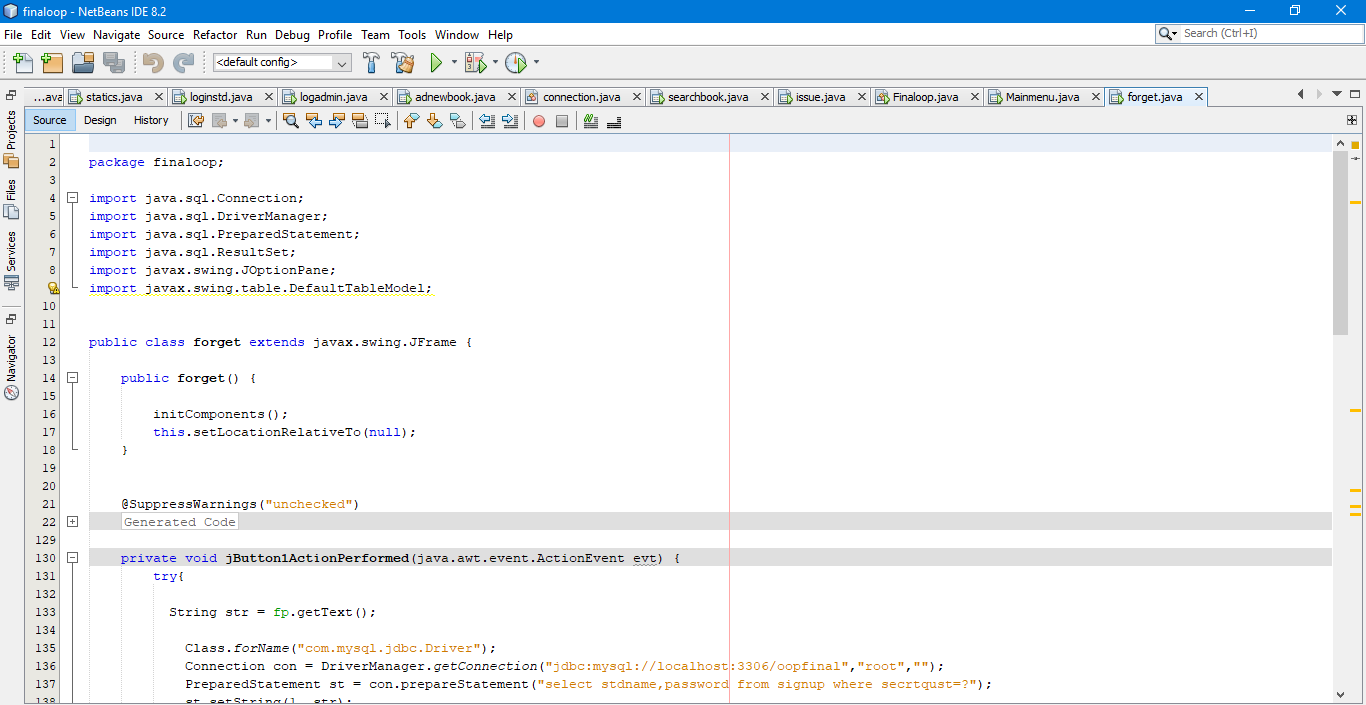 finaloop - NetBeans IDE 8.2
File Edit View Navigate Source Refactor Run Debug Profile Team Tools Window Help
Search (Ctrl+I)
<default config>
...ava statics.java loginstd.java logadmin.java adnewbook.java connection.java searchbook.java issue.java Finaloop.java Mainmenu.java forget.java
Source Design History
Projects
Files
Services
Navigator
1
2 package finaloop;
3
4 import java.sql.Connection;
5 import java.sql.DriverManager;
6 import java.sql.PreparedStatement;
7 import java.sql.ResultSet;
8 import javax.swing.JOptionPane;
import javax.swing.table.DefaultTableModel;
10
11
12 public class forget extends javax.swing.JFrame {
13
14 public forget() {
15
16 initComponents();
17 this.setLocationRelativeTo(null);
18 }
19
20
21 @SuppressWarnings("unchecked")
22 Generated Code
129
130 private void jButton1ActionPerformed(java.awt.event.ActionEvent evt) {
131 try{
132
133 String str = fp.getText();
134
135 Class.forName("com.mysql.jdbc.Driver");
136 Connection con = DriverManager.getConnection("jdbc:mysql://localhost:3306/oopfinal","root","");
137 PreparedStatement st = con.prepareStatement("select stdname,password from signup where secrtqust=?");
138 st.setString(1, str);